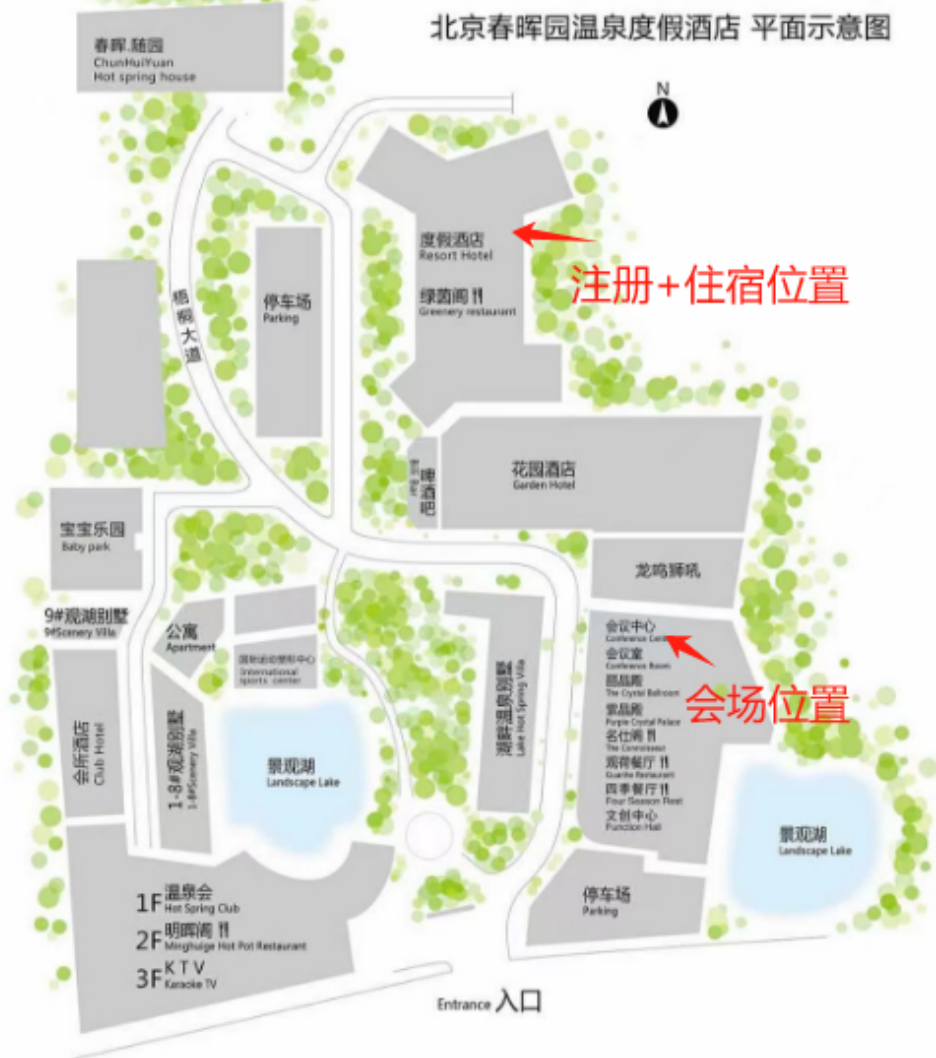 北京春晖园温泉度假酒店 平面示意图
春晖.随园
ChunHuiYuan
Hot spring house
N
度假酒店
Resort Hotel
注册+住宿位置
绿茵阁
Greenery restaurant
停车场
Parking
梧桐大道
啤酒吧
花园酒店
Garden Hotel
宝宝乐园
Baby park
龙鸣狮吼
9#观湖别墅
9#Scenery Villa
公寓
Apartment
国际运动塑形中心
International
sports center
会议中心
会议室
Conference Room
The Crystal Ballroom
会场位置
紫晶殿
Purple Crystal Palace
名仕阁
The Connoisseur
观荷餐厅
Guanhe Restaurant
四季餐厅
Four Season Fleet
文创中心
Function Hall
湖畔温泉别墅
Lake Hot Spring Villa
会所酒店
Club Hotel
1-8#观湖别墅
1-8#Scenery Villa
景观湖
Landscape Lake
景观湖
Landscape Lake
停车场
Parking
1F 温泉会
Hot Spring Club
2F 明晖阁
Minghuige Hot Pot Restaurant
3F KTV
Karaoke TV
Entrance 入口